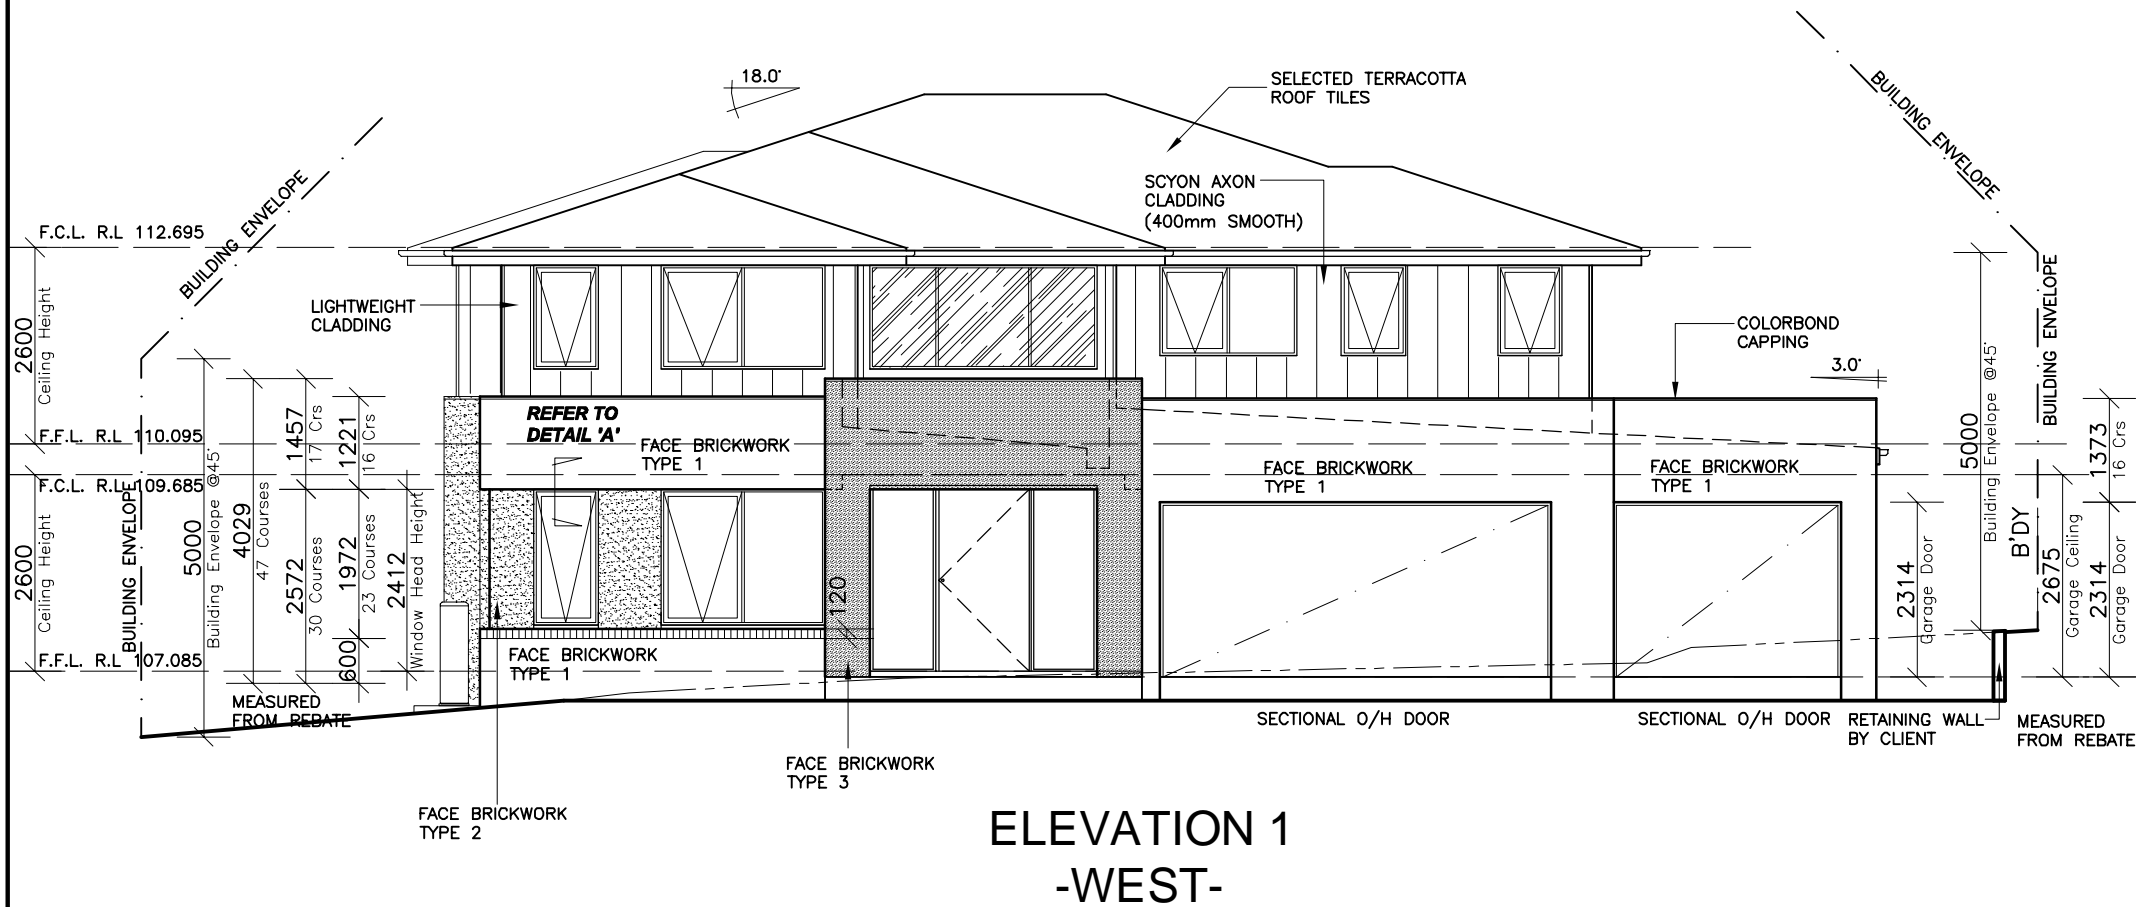 18.0°
SELECTED TERRACOTTA
ROOF TILES
BUILDING ENVELOPE
BUILDING ENVELOPE
SCYON AXON
CLADDING
(400mm SMOOTH)
F.C.L. R.L 112.695
LIGHTWEIGHT
CLADDING
COLORBOND
CAPPING
3.0°
2600
Ceiling Height
BUILDING ENVELOPE
5000
Building Envelope @45°
REFER TO
DETAIL 'A'
FACE BRICKWORK
TYPE 1
F.F.L. R.L 110.095
1457
17 Crs
1221
16 Crs
FACE BRICKWORK
TYPE 1
FACE BRICKWORK
TYPE 1
1373
16 Crs
F.C.L. R.L 109.685
2600
Ceiling Height
BUILDING ENVELOPE
5000
Building Envelope @45°
4029
47 Courses
2572
30 Courses
1972
23 Courses
600
2412
Window Head Height
120
B'DY
2314
Garage Door
2675
Garage Ceiling
2314
Garage Door
F.F.L. R.L 107.085
FACE BRICKWORK
TYPE 1
MEASURED
FROM REBATE
SECTIONAL O/H DOOR
SECTIONAL O/H DOOR
RETAINING WALL
BY CLIENT
MEASURED
FROM REBATE
FACE BRICKWORK
TYPE 3
FACE BRICKWORK
TYPE 2
ELEVATION 1
-WEST-